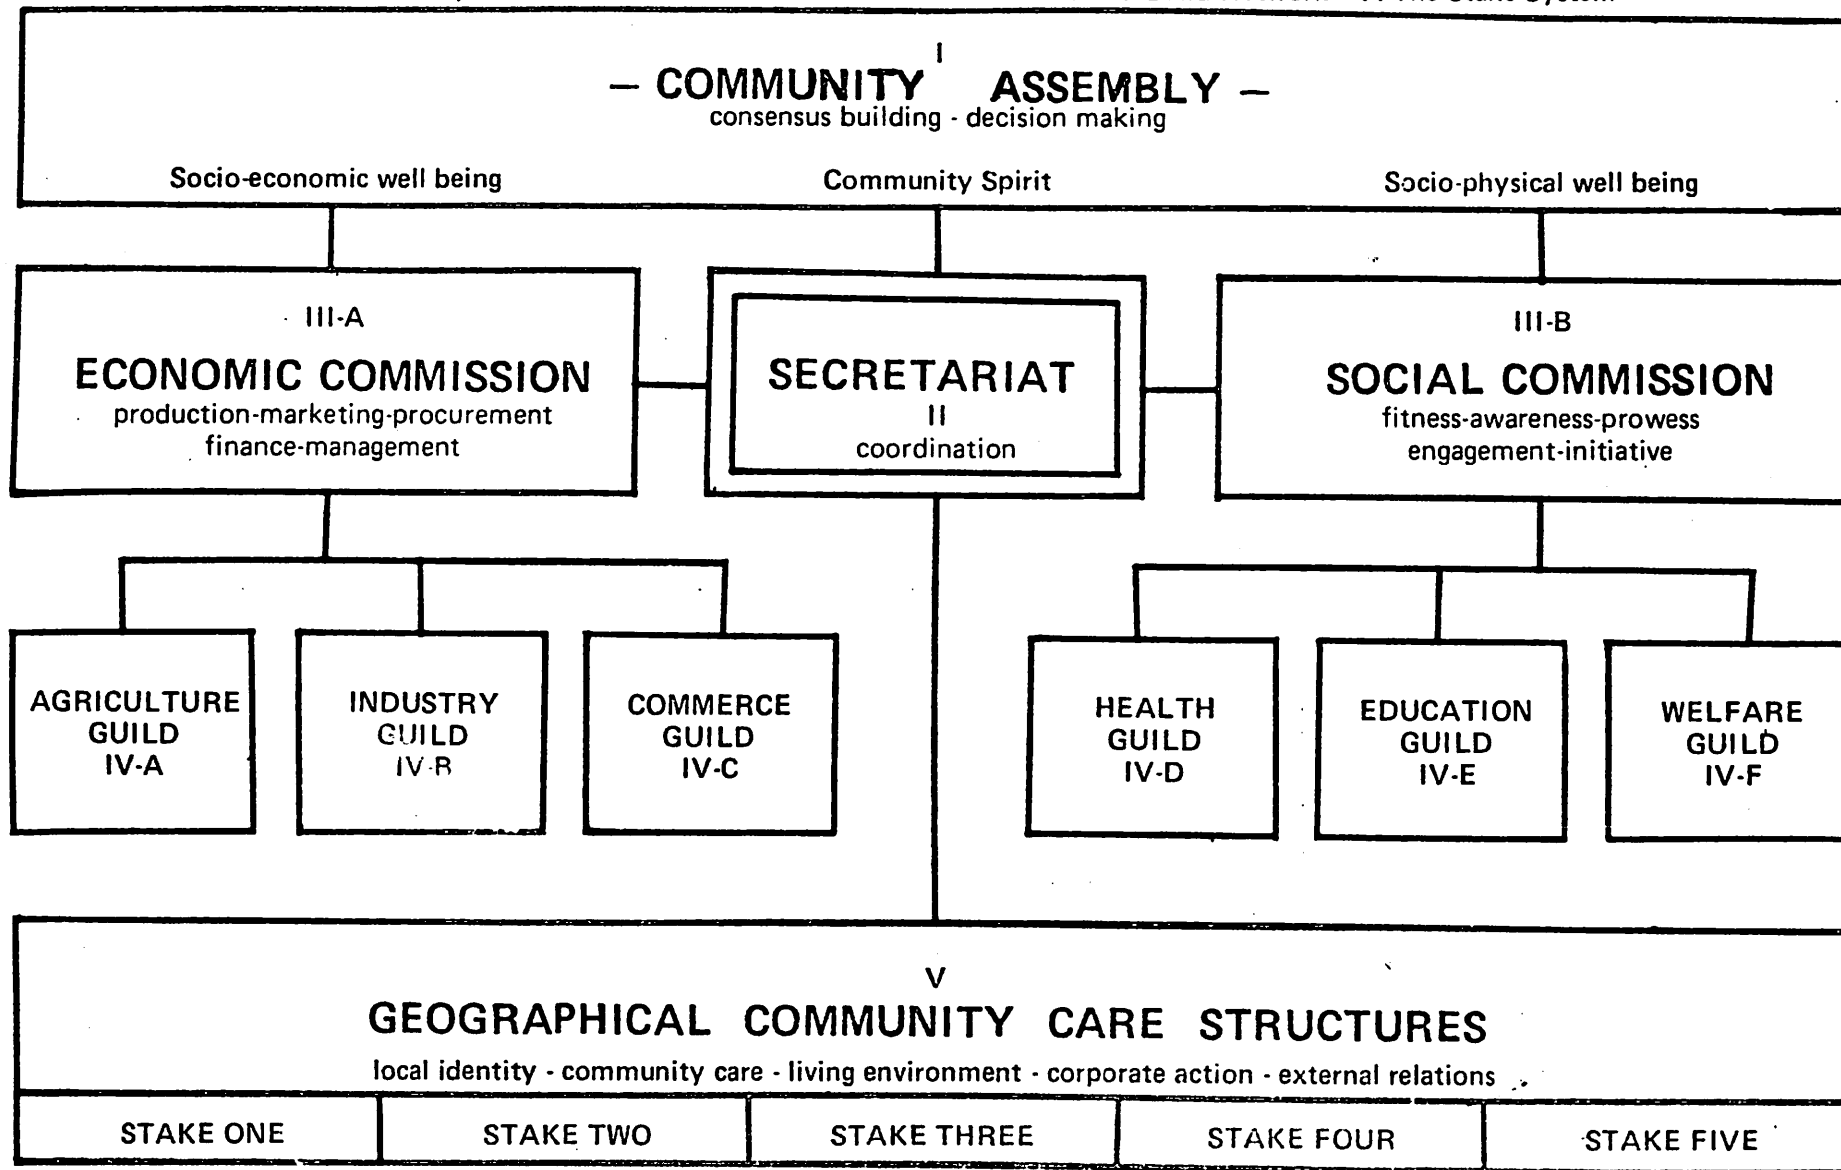 The Stake System
I
— COMMUNITY ASSEMBLY —
consensus building - decision making
Socio-economic well being
Community Spirit
Socio-physical well being
III-A
ECONOMIC COMMISSION
production-marketing-procurement
finance-management
SECRETARIAT
II
coordination
III-B
SOCIAL COMMISSION
fitness-awareness-prowess
engagement-initiative
AGRICULTURE
GUILD
IV-A
INDUSTRY
GUILD
IV-B
COMMERCE
GUILD
IV-C
HEALTH
GUILD
IV-D
EDUCATION
GUILD
IV-E
WELFARE
GUILD
IV-F
V
GEOGRAPHICAL COMMUNITY CARE STRUCTURES
local identity - community care - living environment - corporate action - external relations
STAKE ONE
STAKE TWO
STAKE THREE
STAKE FOUR
STAKE FIVE